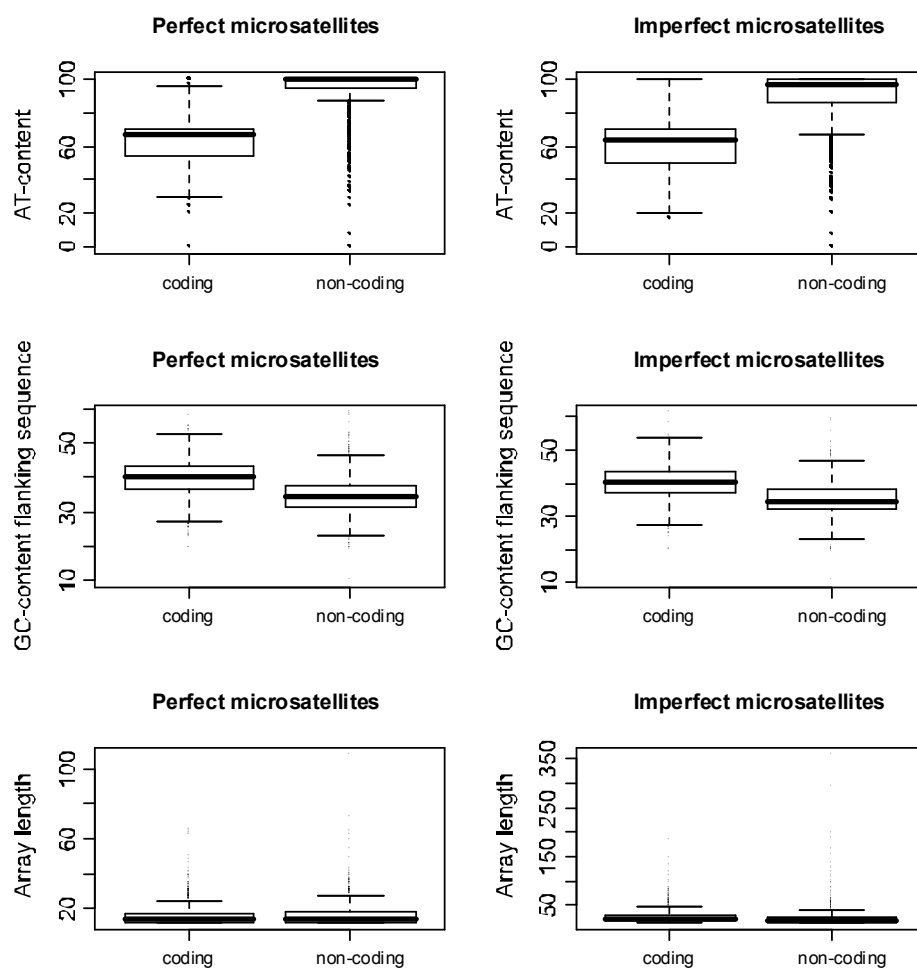 Perfect microsatellites
Imperfect microsatellites
AT-content
100
60
20
0
coding
non-coding
AT-content
100
60
20
0
coding
non-coding
Perfect microsatellites
Imperfect microsatellites
GC-content flanking sequence
50
30
10
coding
non-coding
GC-content flanking sequence
50
30
10
coding
non-coding
Perfect microsatellites
Imperfect microsatellites
Array length
100
60
20
coding
non-coding
Array length
350
250
150
50
coding
non-coding